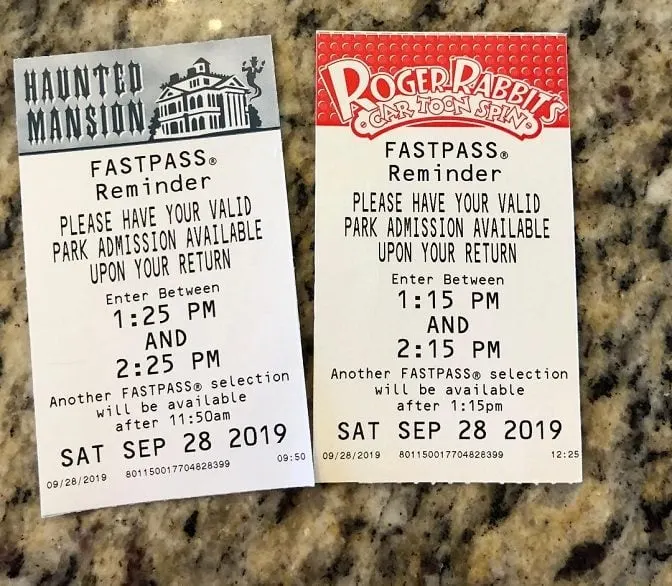 HAUNTED
MANSION
FASTPASS®
Reminder
PLEASE HAVE YOUR VALID
PARK ADMISSION AVAILABLE
UPON YOUR RETURN
Enter Between
1:25 PM
AND
2:25 PM
Another FASTPASS® selection
will be available
after 11:50am
SAT SEP 28 2019
09/28/2019 801150017704828399 09:50
ROGER RABBIT'S
CAR TOON SPIN
FASTPASS®
Reminder
PLEASE HAVE YOUR VALID
PARK ADMISSION AVAILABLE
UPON YOUR RETURN
Enter Between
1:15 PM
AND
2:15 PM
Another FASTPASS® selection
will be available
after 1:15pm
SAT SEP 28 2019
09/28/2019 801150017704828399 12:25